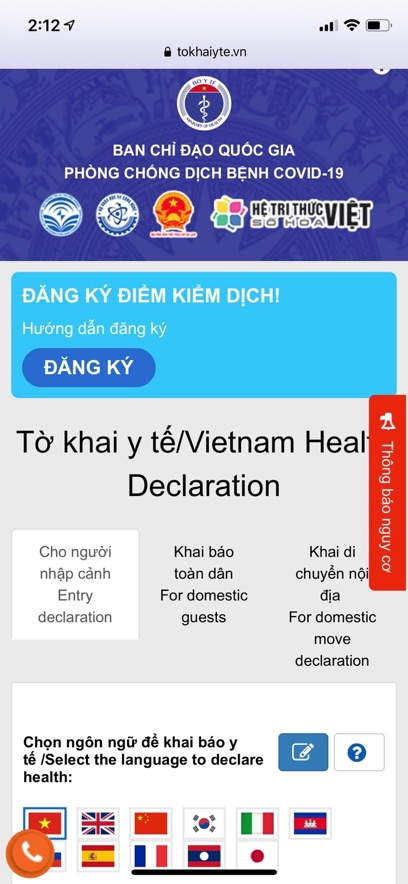 2:12
tokhaiyte.vn
BỘ Y TẾ
MINISTRY OF HEALTH
BAN CHỈ ĐẠO QUỐC GIA
PHÒNG CHỐNG DỊCH BỆNH COVID-19
HỆ TRI THỨC
SỐ HOÁ
VIỆT
ĐĂNG KÝ ĐIỂM KIỂM DỊCH!
Hướng dẫn đăng ký
ĐĂNG KÝ
Thông báo nguy cơ
Tờ khai y tế/Vietnam Healt
Declaration
Cho người
nhập cảnh
Entry
declaration
Khai báo
toàn dân
For domestic
guests
Khai di
chuyển nội
địa
For domestic
move
declaration
Chọn ngôn ngữ để khai báo y
tế /Select the language to declare
health:
?